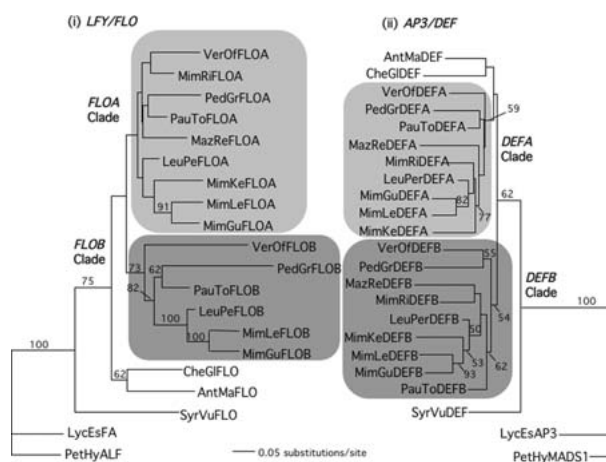 (i) LFY/FLO
VerOfFLOA
MimRiFLOA
PedGrFLOA
FLOA
Clade
PauToFLOA
MazReFLOA
LeuPeFLOA
MimKeFLOA
91
MimLeFLOA
MimGuFLOA
FLOB
Clade
VerOfFLOB
73
62
PedGrFLOB
82
PauToFLOB
75
LeuPeFLOB
100
100
MimLeFLOB
MimGuFLOB
100
62
CheGlFLO
AntMaFLO
SyrVuFLO
LycEsFA
PetHyALF
0.05 substitutions/site
(ii) AP3/DEF
AntMaDEF
CheGlDEF
VerOfDEFA
59
PedGrDEFA
PauToDEFA
DEFA
Clade
MazReDEFA
MimRiDEFA
LeuPerDEFA
62
MimGuDEFA
82
MimLeDEFA
77
MimKeDEFA
VerOfDEFB
55
PedGrDEFB
DEFB
Clade
MazReDEFB
MimRiDEFB
100
LeuPerDEFB
50
54
MimKeDEFB
MimLeDEFB
53
MimGuDEFB
93
62
PauToDEFB
SyrVuDEF
LycEsAP3
PetHyMADS1